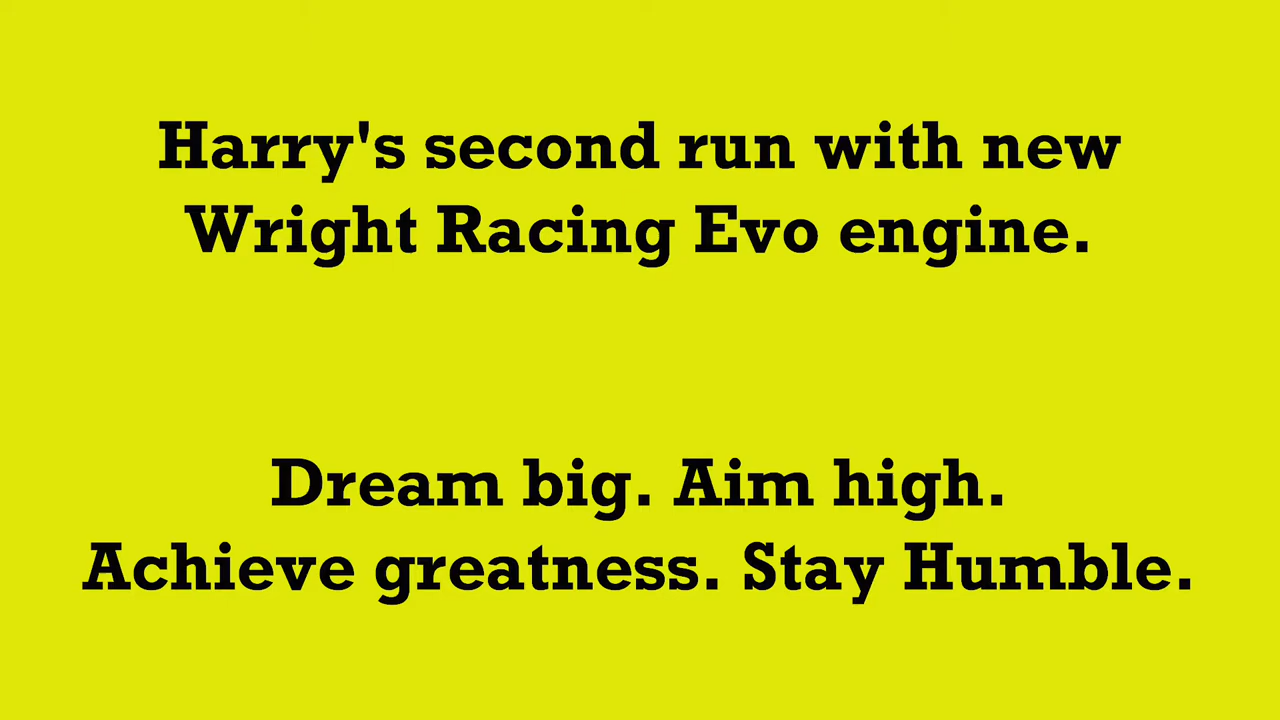 Harry's second run with new
Wright Racing Evo engine.
Dream big. Aim high.
Achieve greatness. Stay Humble.